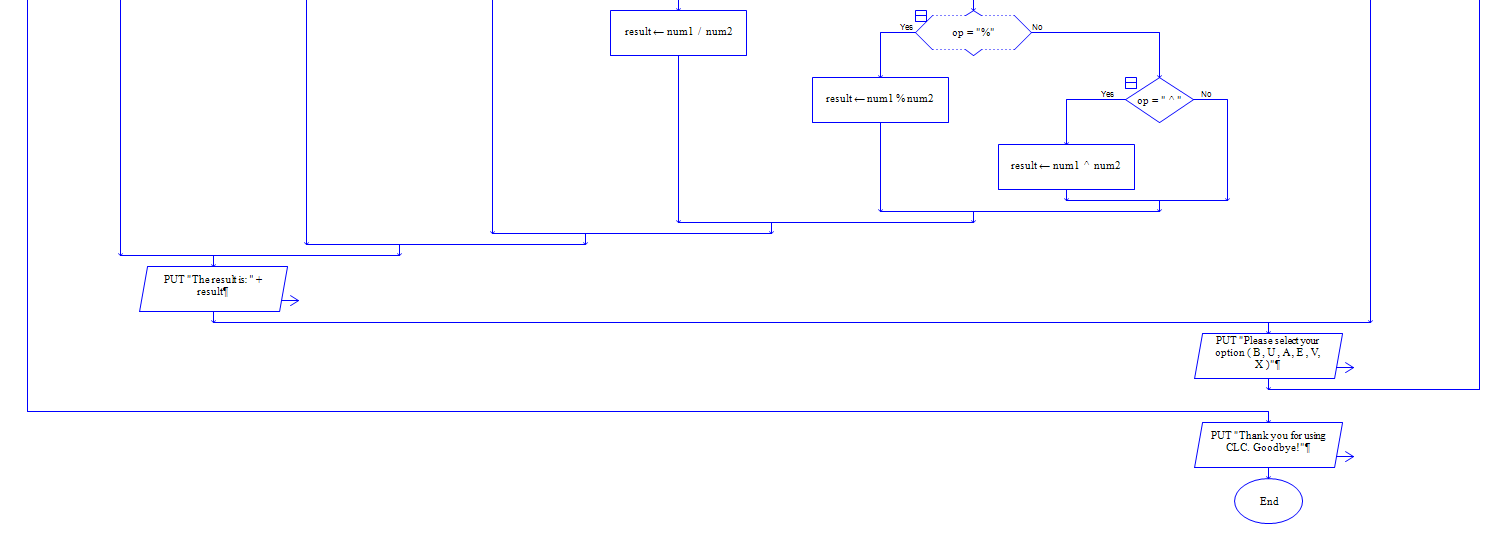 result ← num1 / num2
Yes
op = "%"
No
result ← num1 % num2
Yes
op = " ^ "
No
result ← num1 ^ num2
PUT "The result is: " +
result¶
PUT "Please select your
option ( B , U , A , E , V ,
X )"¶
PUT "Thank you for using
CLC. Goodbye!"¶
End